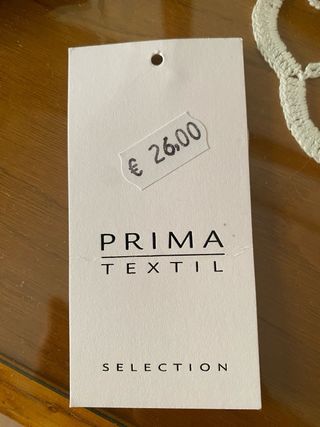 € 26,00
PRIMA
TEXTIL
SELECTION